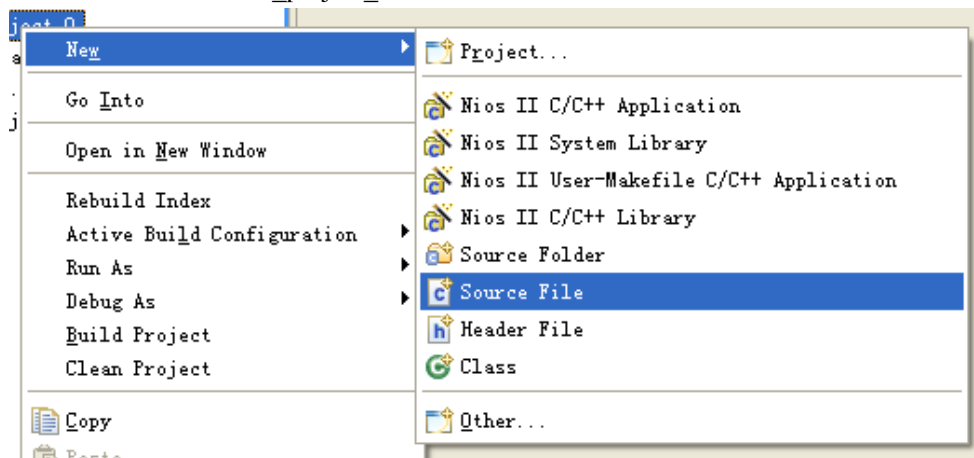 ject_0
New
Go Into
Open in New Window
Rebuild Index
Active Build Configuration
Run As
Debug As
Build Project
Clean Project
Copy
Paste
Project...
Nios II C/C++ Application
Nios II System Library
Nios II User-Makefile C/C++ Application
Nios II C/C++ Library
Source Folder
Source File
Header File
Class
Other...